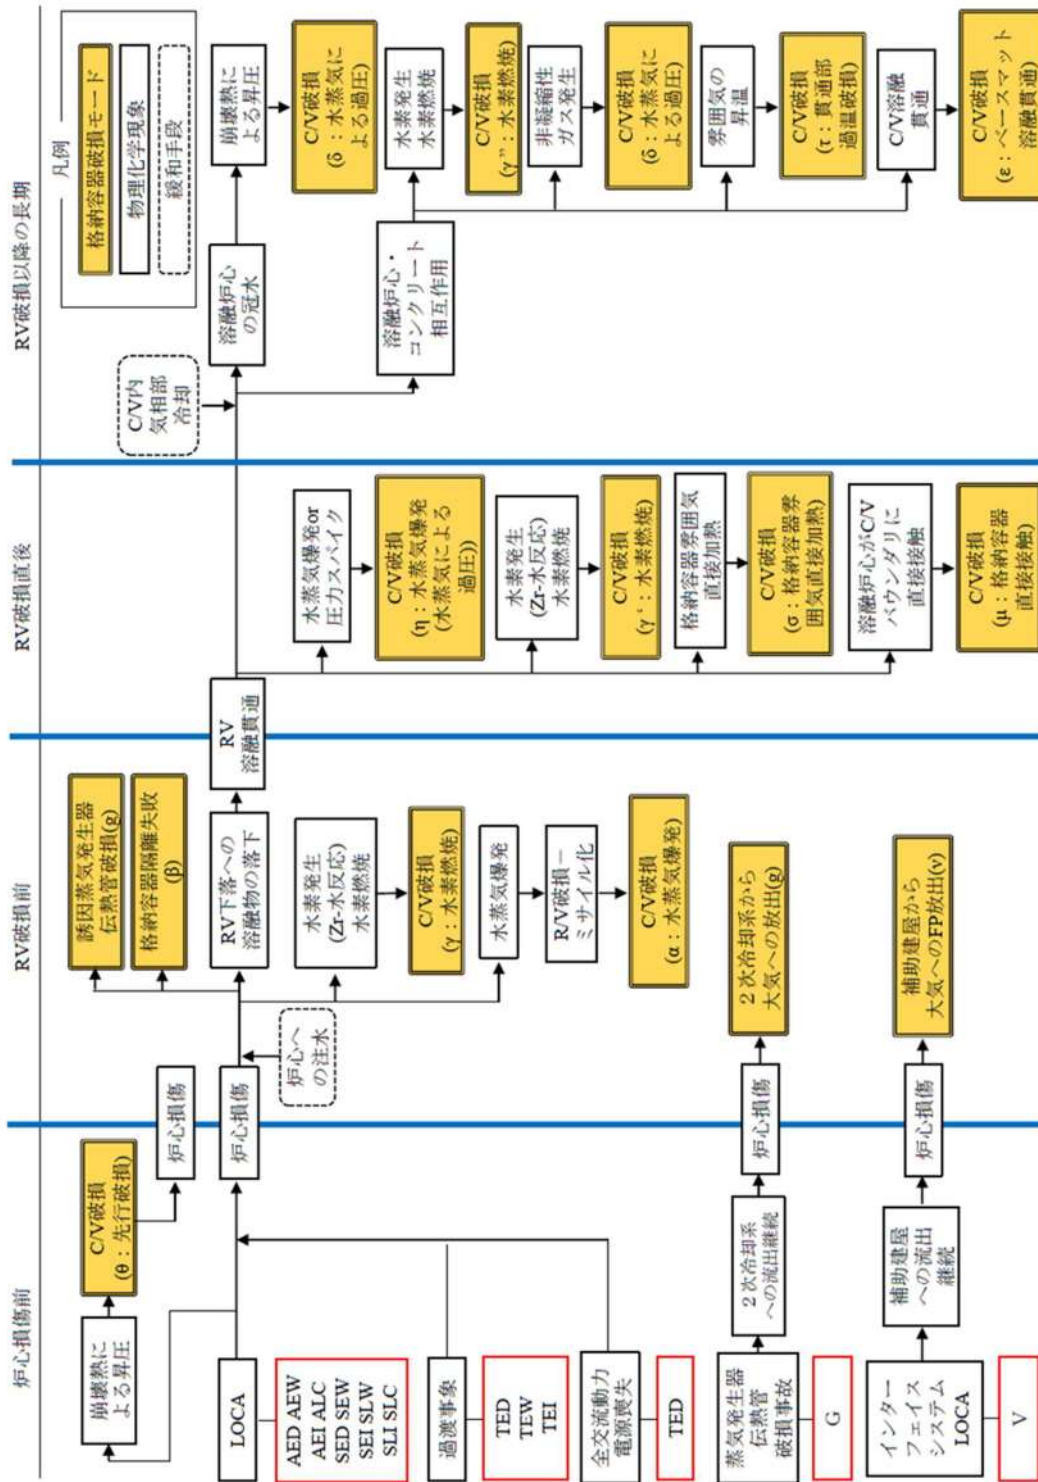 炉心損傷前
RV破損前
RV破損直後
RV破損以降の長期
凡例
格納容器破損モード
物理化学現象
緩和手段
崩壊熱に
よる昇圧
C/V破損
(θ：先行破損)
炉心損傷
LOCA
AED AEW
AEI ALC
SED SEW
SEI SLW
SLI SLC
過渡事象
TED
TEW
TEI
全交流動力
電源喪失
TED
蒸気発生器
伝熱管
破損事故
G
インター
フェイス
システム
LOCA
V
炉心損傷
2次冷却系
への流出継続
炉心損傷
補助建屋
への流出
継続
炉心損傷
炉心へ
の注水
誘因蒸気発生器
伝熱管破損(g)
格納容器隔離失敗
(β)
RV下落への
溶融物の落下
水素発生
(Zr-水反応)
水素燃焼
C/V破損
(γ：水素燃焼)
水蒸気爆発
R/V破損－
ミサイル化
C/V破損
(α：水蒸気爆発)
2次冷却系から
大気への放出(g)
補助建屋から
大気へのFP放出(ν)
RV
溶融貫通
水蒸気爆発or
圧力スパイク
C/V破損
(η：水蒸気爆発
(水蒸気による
過圧))
水素発生
(Zr-水反応)
水素燃焼
C/V破損
(γ‘：水素燃焼)
格納容器雰囲気
直接加熱
C/V破損
(σ：格納容器雰
囲気直接加熱)
溶融炉心がC/V
バウンダリに
直接接触
C/V破損
(μ：格納容器
直接接触)
C/V内
気相部
冷却
溶融炉心
の冠水
崩壊熱に
よる昇圧
C/V破損
(δ：水蒸気に
よる過圧)
溶融炉心・
コンクリート
相互作用
水素発生
水素燃焼
C/V破損
(γ”：水素燃焼)
非凝縮性
ガス発生
C/V破損
(δ：水蒸気に
よる過圧)
雰囲気の
昇温
C/V破損
(τ：貫通部
過温破損)
C/V溶融
貫通
C/V破損
(ε：ベースマット
溶融貫通)